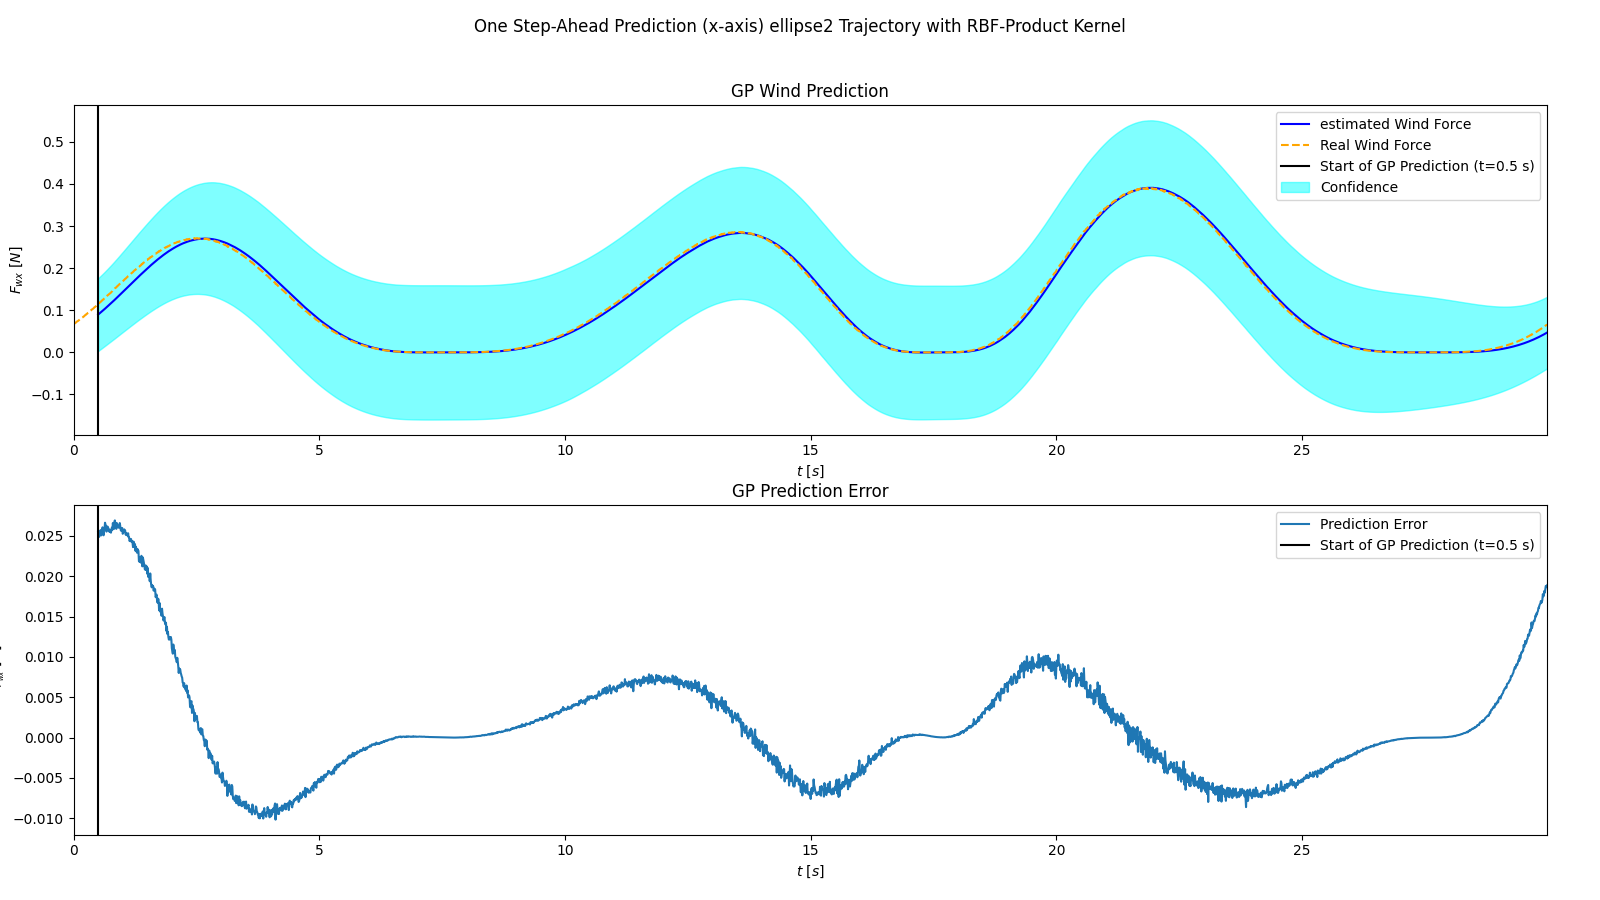 One Step-Ahead Prediction (x-axis) ellipse2 Trajectory with RBF-Product Kernel
GP Wind Prediction
0.5
0.4
0.3
0.2
0.1
0.0
−0.1
F_wx [N]
estimated Wind Force
Real Wind Force
Start of GP Prediction (t=0.5 s)
Confidence
0 5 10 15 20 25
t [s]
GP Prediction Error
0.025
0.020
0.015
0.010
0.005
0.000
−0.005
−0.010
Prediction Error
Start of GP Prediction (t=0.5 s)
0 5 10 15 20 25
t [s]